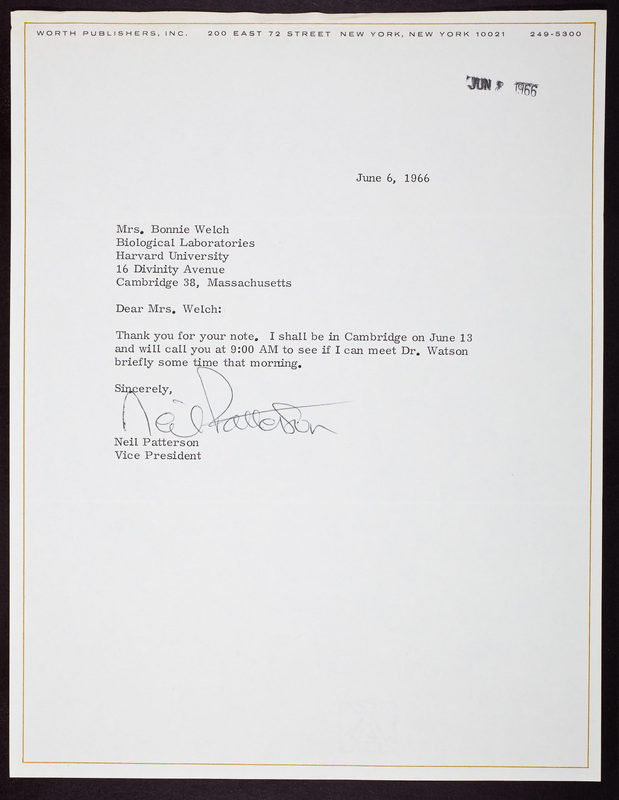 WORTH PUBLISHERS, INC. 200 EAST 72 STREET NEW YORK, NEW YORK 10021 249-5300
JUN 1966
June 6, 1966
Mrs. Bonnie Welch
Biological Laboratories
Harvard University
16 Divinity Avenue
Cambridge 38, Massachusetts
Dear Mrs. Welch:
Thank you for your note. I shall be in Cambridge on June 13
and will call you at 9:00 AM to see if I can meet Dr. Watson
briefly some time that morning.
Sincerely,
Neil Patterson
Neil Patterson
Vice President